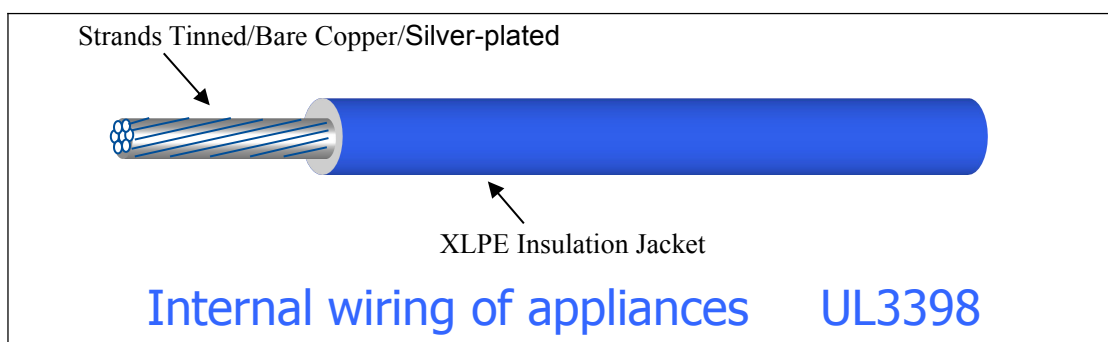 Strands Tinned/Bare Copper/Silver-plated
XLPE Insulation Jacket
Internal wiring of appliances UL3398